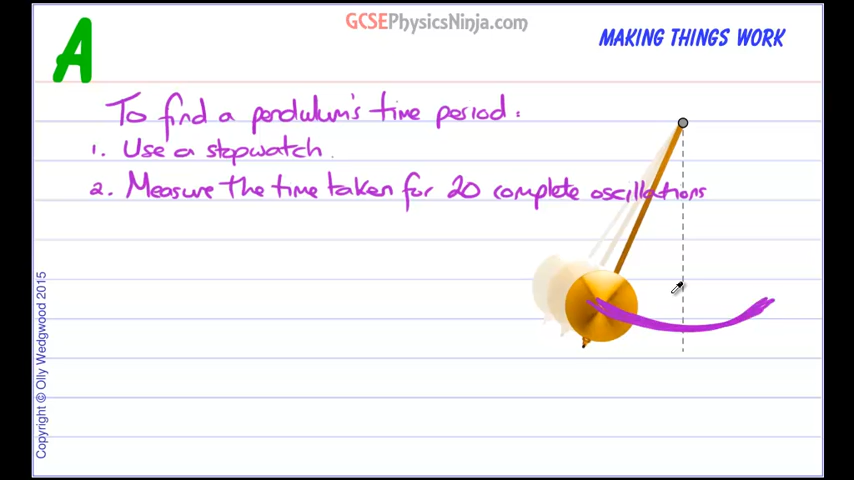 GCSEPhysicsNinja.com
MAKING THINGS WORK
A
To find a pendulum's time period :
1. Use a stopwatch.
2. Measure the time taken for 20 complete oscillations
Copyright © Olly Wedgwood 2015